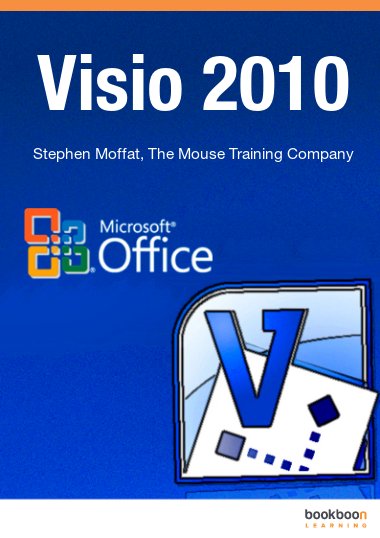 Visio 2010
Stephen Moffat, The Mouse Training Company
Microsoft®
Office®
V
bookboon
LEARNING